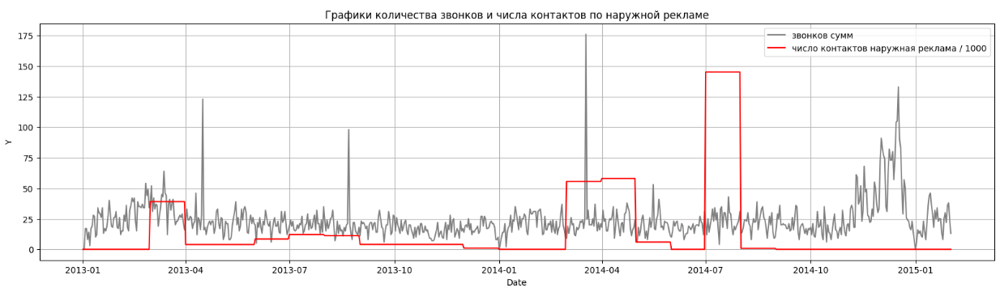 Графики количества звонков и числа контактов по наружной рекламе
звонков сумм
число контактов наружная реклама / 1000
175
150
125
100
75
50
25
0
Y
2013-01 2013-04 2013-07 2013-10 2014-01 2014-04 2014-07 2014-10 2015-01
Date